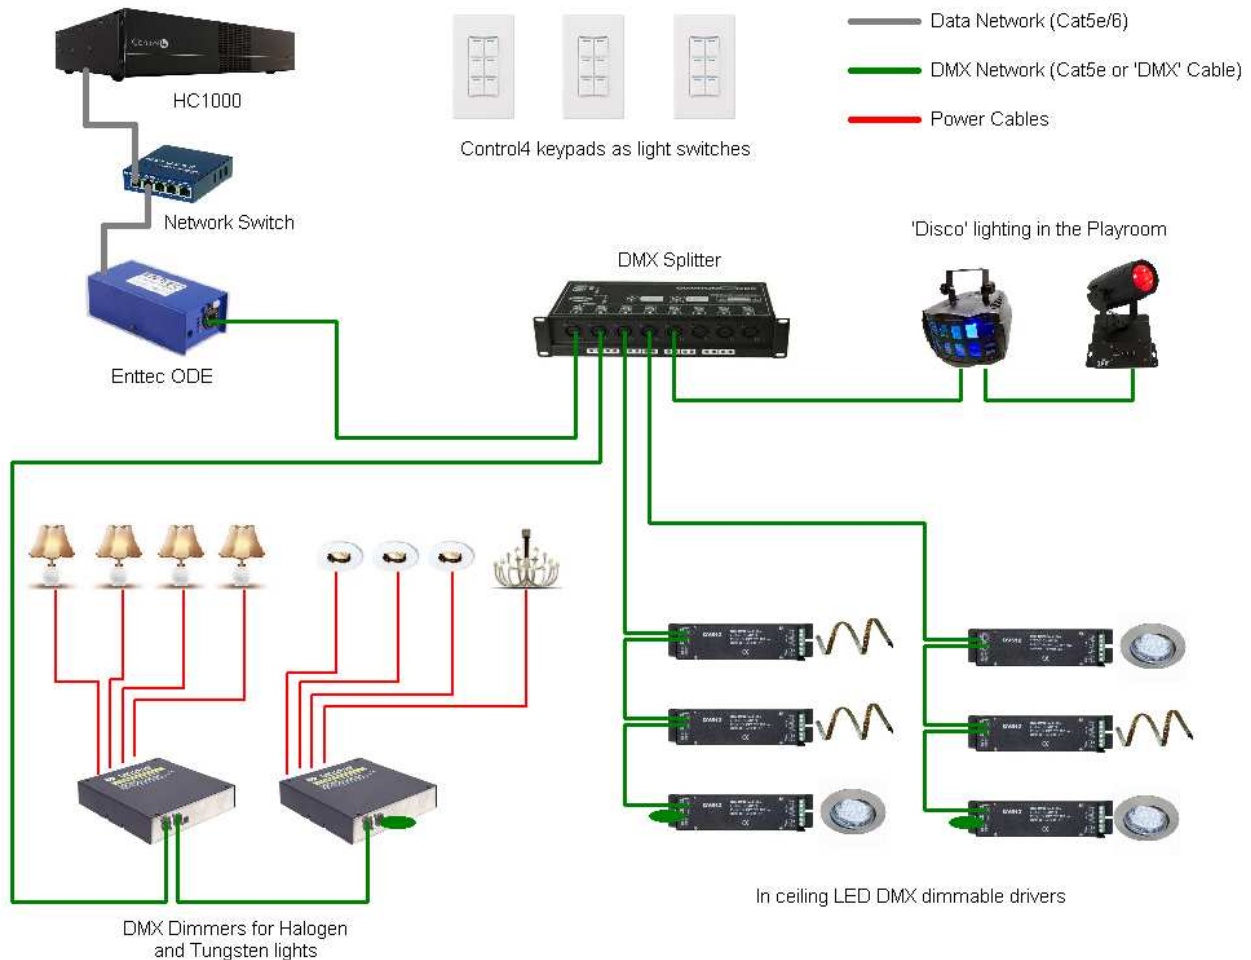 Data Network (Cat5e/6)
DMX Network (Cat5e or 'DMX' Cable)
Power Cables
HC1000
Control4 keypads as light switches
Network Switch
'Disco' lighting in the Playroom
DMX Splitter
Enttec ODE
In ceiling LED DMX dimmable drivers
DMX Dimmers for Halogen
and Tungsten lights